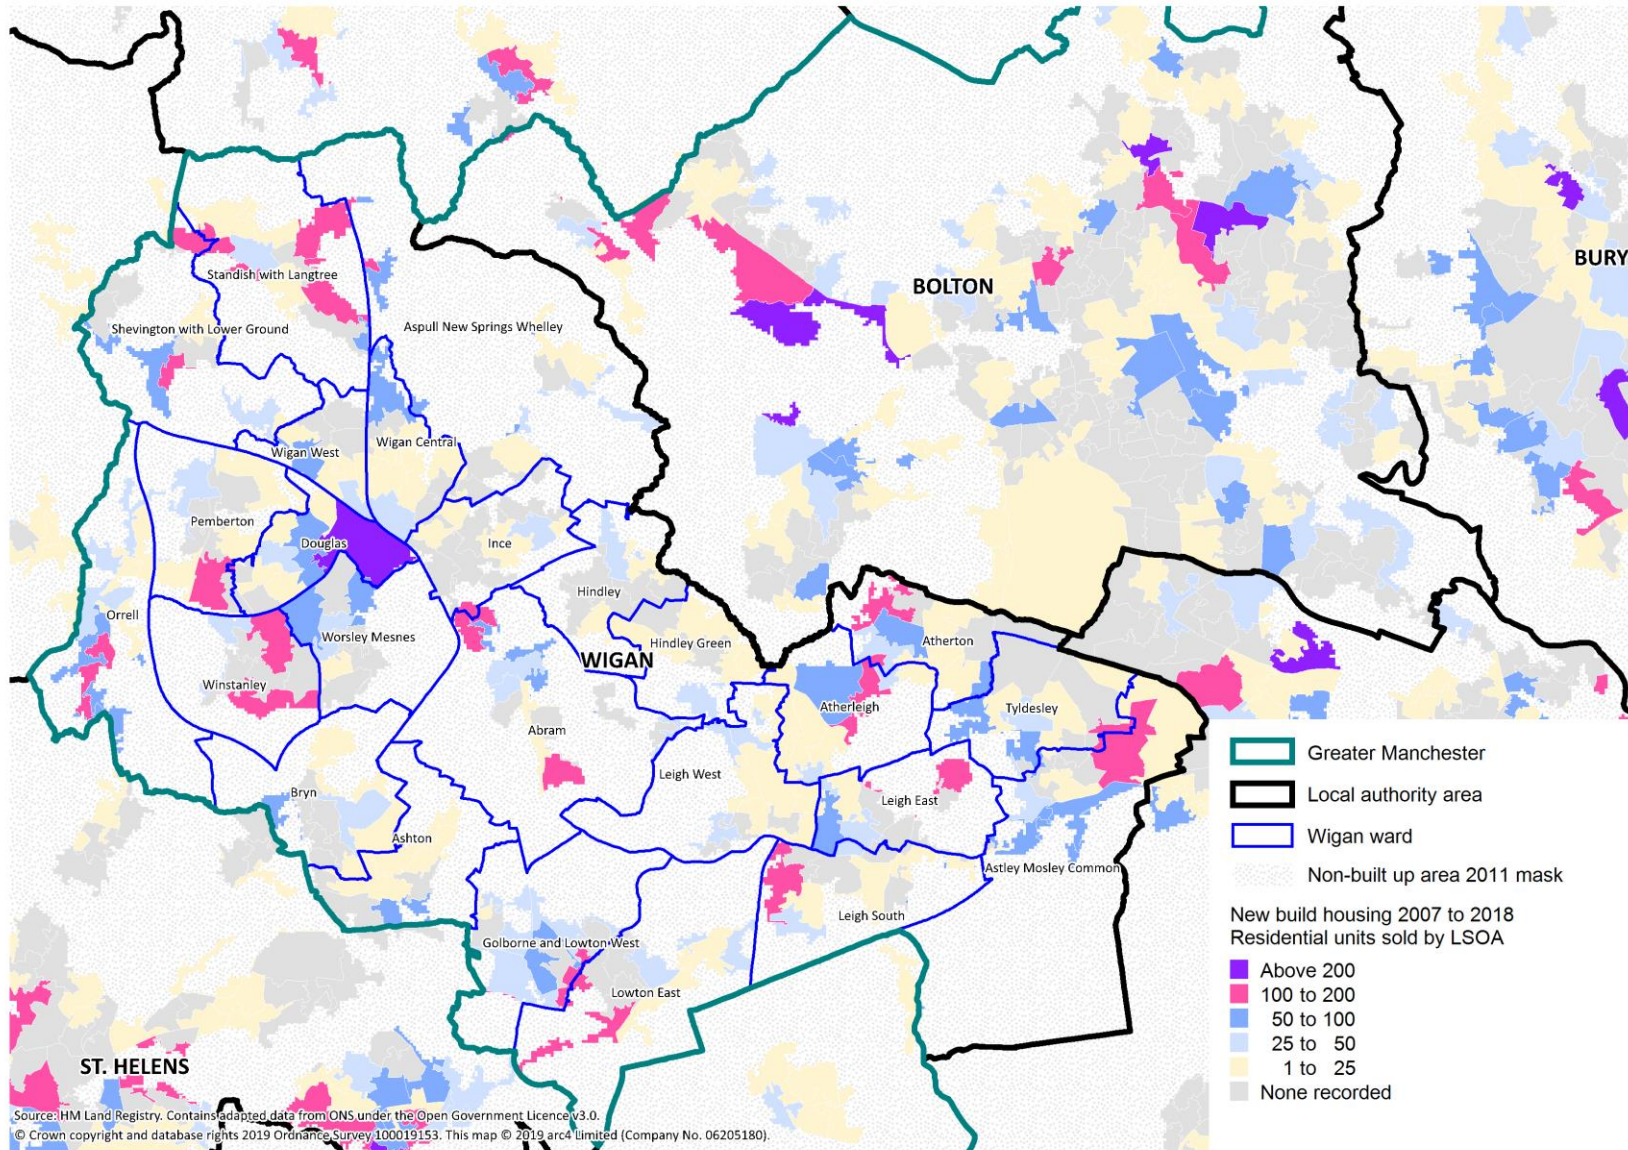 BOLTON
BURY
Standish with Langtree
Shevington with Lower Ground
Aspull New Springs Whelley
Wigan West
Wigan Central
Pemberton
Douglas
Ince
Hindley
Orrell
Worsley Mesnes
Hindley Green
Atherton
WIGAN
Winstanley
Atherleigh
Tyldesley
Abram
Leigh West
Bryn
Leigh East
Ashton
Astley Mosley Common
Leigh South
Golborne and Lowton West
Lowton East
ST. HELENS
Greater Manchester
Local authority area
Wigan ward
Non-built up area 2011 mask
New build housing 2007 to 2018
Residential units sold by LSOA
Above 200
100 to 200
50 to 100
25 to 50
1 to 25
None recorded
Source: HM Land Registry. Contains adapted data from ONS under the Open Government Licence v3.0.
© Crown copyright and database rights 2019 Ordnance Survey 100019153. This map © 2019 arc4 Limited (Company No. 06205180).